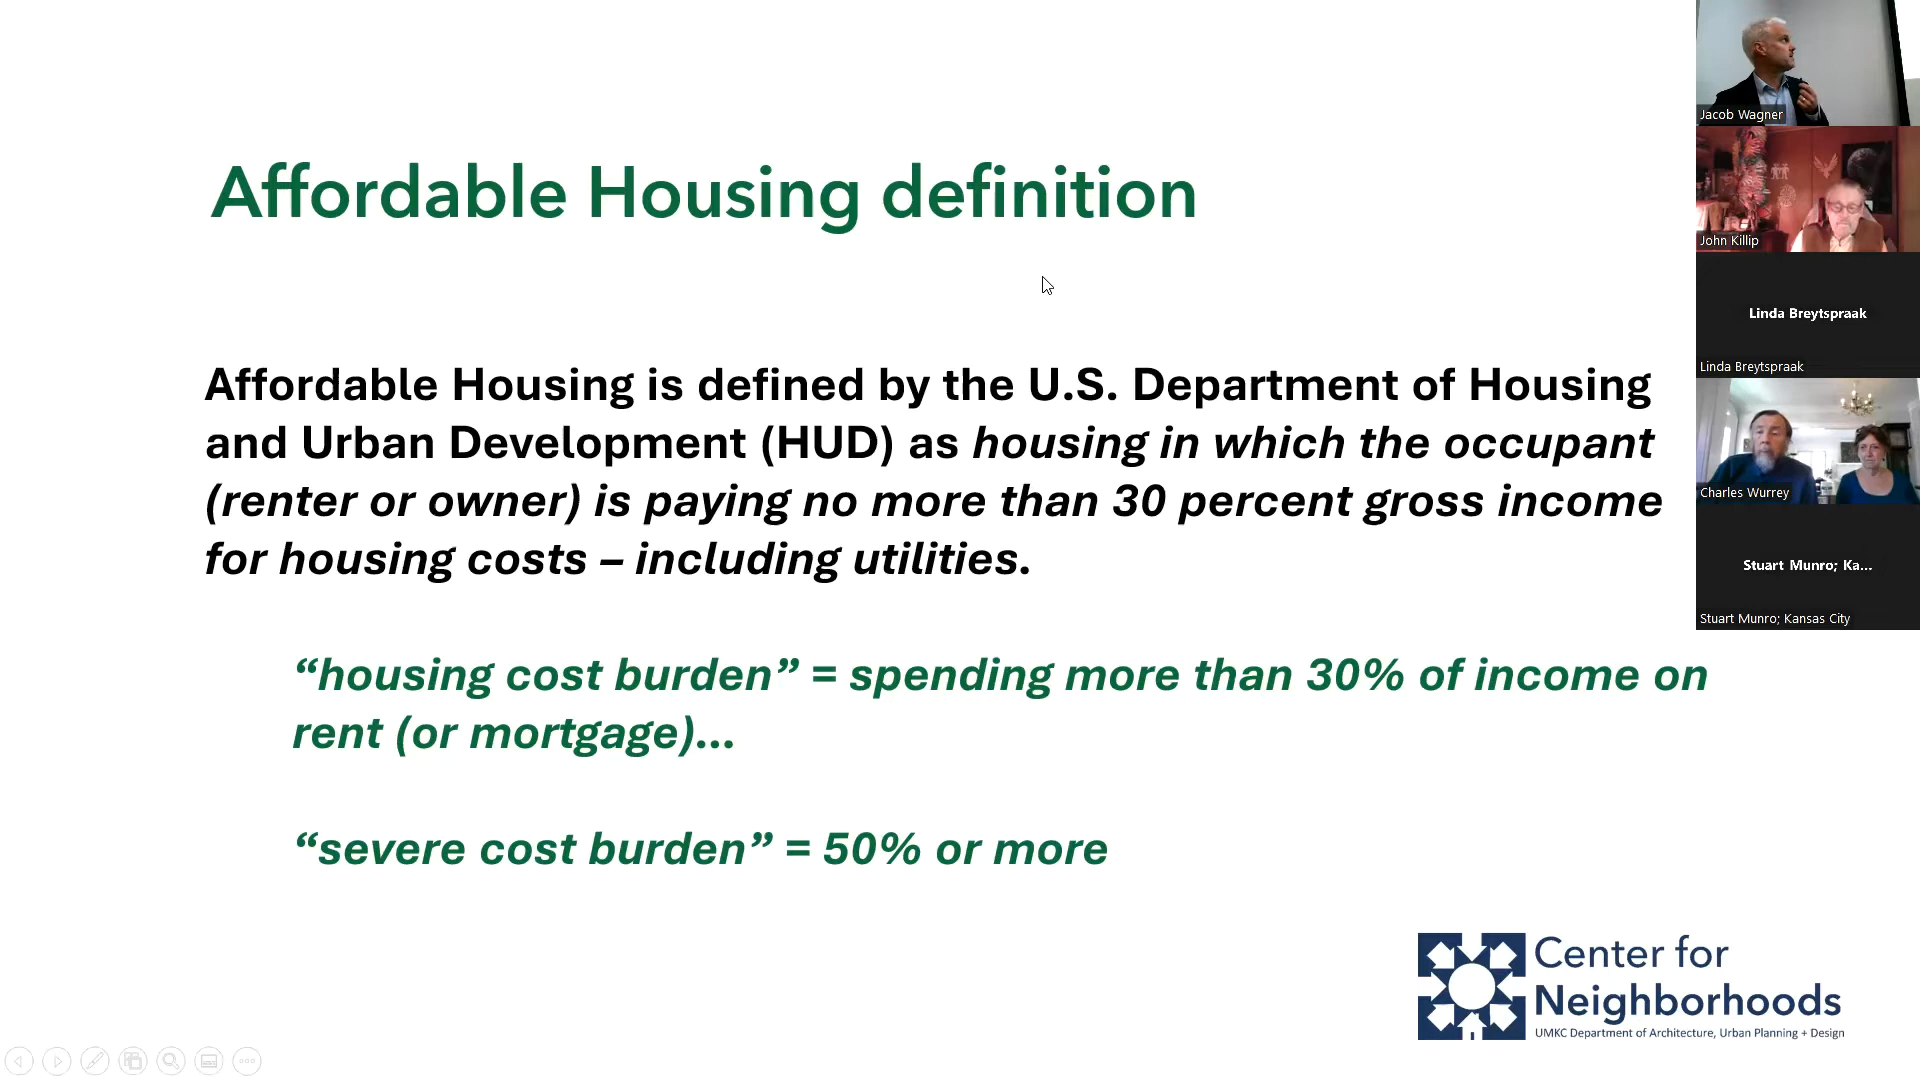 Affordable Housing definition
Affordable Housing is defined by the U.S. Department of Housing
and Urban Development (HUD) as housing in which the occupant
(renter or owner) is paying no more than 30 percent gross income
for housing costs – including utilities.
“housing cost burden” = spending more than 30% of income on
rent (or mortgage)...
“severe cost burden” = 50% or more
Center for
Neighborhoods
UMKC Department of Architecture, Urban Planning + Design
Jacob Wagner
John Killip
Linda Breytspraak
Linda Breytspraak
Charles Wurrey
Stuart Munro; Ka...
Stuart Munro; Kansas City